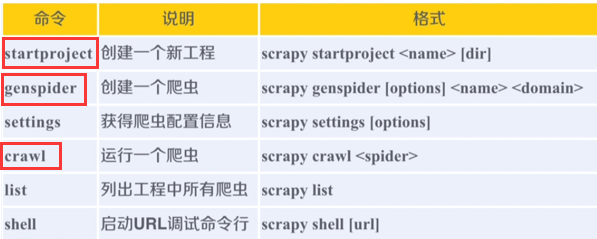 命令 说明 格式
startproject 创建一个新工程 scrapy startproject <name> [dir]
genspider 创建一个爬虫 scrapy genspider [options] <name> <domain>
settings 获得爬虫配置信息 scrapy settings [options]
crawl 运行一个爬虫 scrapy crawl <spider>
list 列出工程中所有爬虫 scrapy list
shell 启动URL调试命令行 scrapy shell [url]